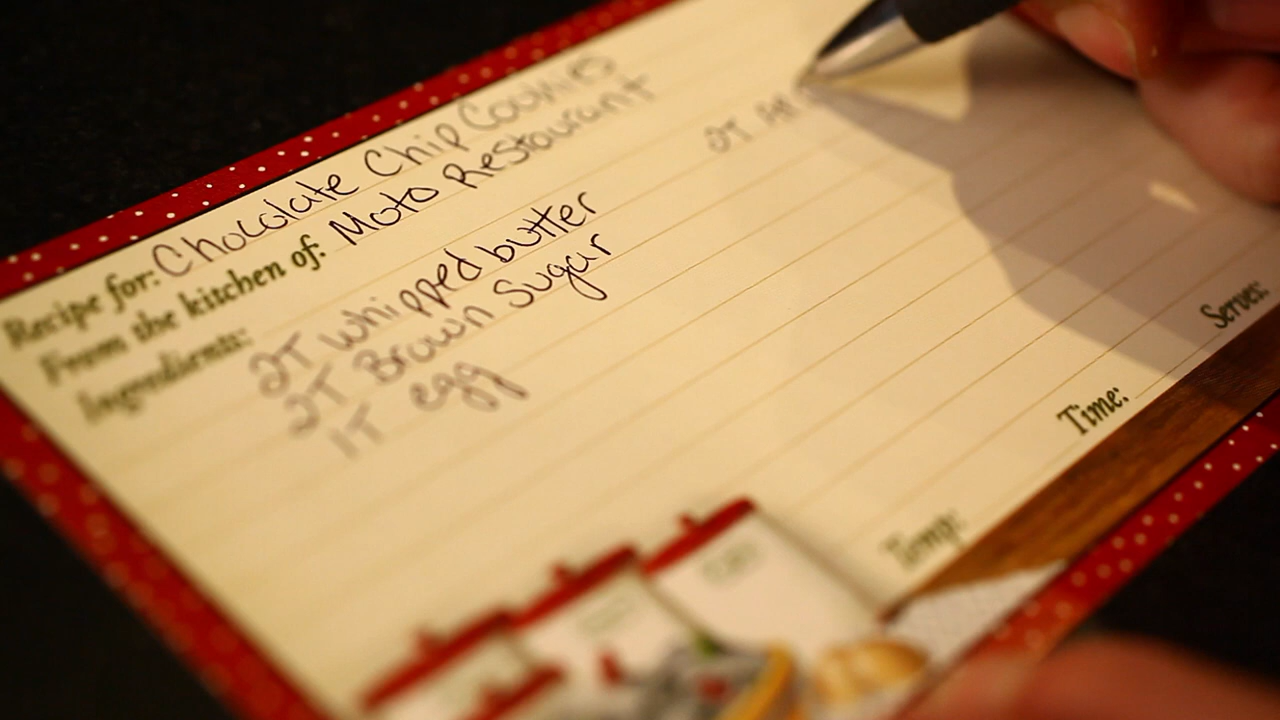 Recipe for: Chocolate Chip Cookies
From the kitchen of: Moto Restaurant
Ingredients:
2T whipped butter
2T Brown Sugar
1T egg
2T
Serves:
Time:
Temp: